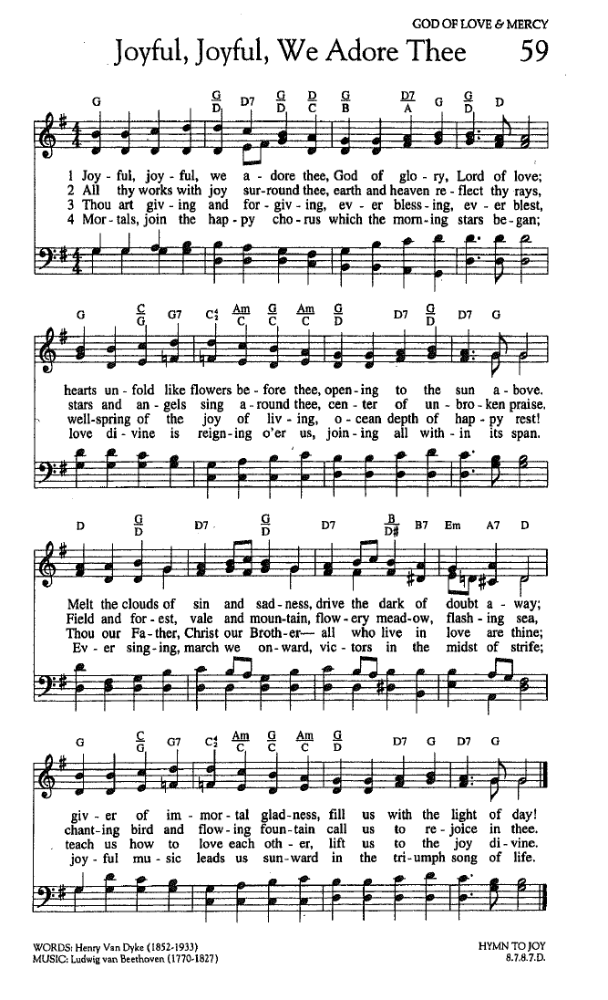 GOD OF LOVE & MERCY
Joyful, Joyful, We Adore Thee 59
G G/D D7 G/D D/C G/B D7/A G G/D D
1 Joy - ful, joy - ful, we a - dore thee, God of glo - ry, Lord of love;
2 All thy works with joy sur-round thee, earth and heaven re - flect thy rays,
3 Thou art giv - ing and for - giv - ing, ev - er bless - ing, ev - er blest,
4 Mor - tals, join the hap - py cho - rus which the morn - ing stars be - gan;
G C/G G7 C4/2 Am/C G/C Am/C G/D D7 G/D D7 G
hearts un - fold like flowers be - fore thee, open - ing to the sun a - bove.
stars and an - gels sing a - round thee, cen - ter of un - bro - ken praise.
well-spring of the joy of liv - ing, o - cean depth of hap - py rest!
love di - vine is reign - ing o'er us, join - ing all with - in its span.
D G/D D7 G/D D7 B/D# B7 Em A7 D
Melt the clouds of sin and sad - ness, drive the dark of doubt a - way;
Field and for - est, vale and moun - tain, flow - ery mead - ow, flash - ing sea,
Thou our Fa - ther, Christ our Broth - er— all who live in love are thine;
Ev - er sing - ing, march we on - ward, vic - tors in the midst of strife;
G C/G G7 C4/2 Am/C G/C Am/C G/D D7 G D7 G
giv - er of im - mor - tal glad - ness, fill us with the light of day!
chant - ing bird and flow - ing foun - tain call us to re - joice in thee.
teach us how to love each oth - er, lift us to the joy di - vine.
joy - ful mu - sic leads us sun - ward in the tri - umph song of life.
WORDS: Henry Van Dyke (1852-1933) HYMN TO JOY
MUSIC: Ludwig van Beethoven (1770-1827) 8.7.8.7.D.